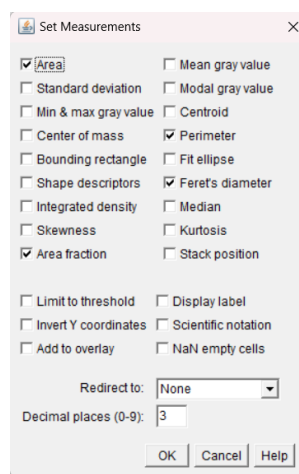 Set Measurements
Area Mean gray value
Standard deviation Modal gray value
Min & max gray value Centroid
Center of mass Perimeter
Bounding rectangle Fit ellipse
Shape descriptors Feret's diameter
Integrated density Median
Skewness Kurtosis
Area fraction Stack position
Limit to threshold Display label
Invert Y coordinates Scientific notation
Add to overlay NaN empty cells
Redirect to: None
Decimal places (0-9): 3
OK Cancel Help